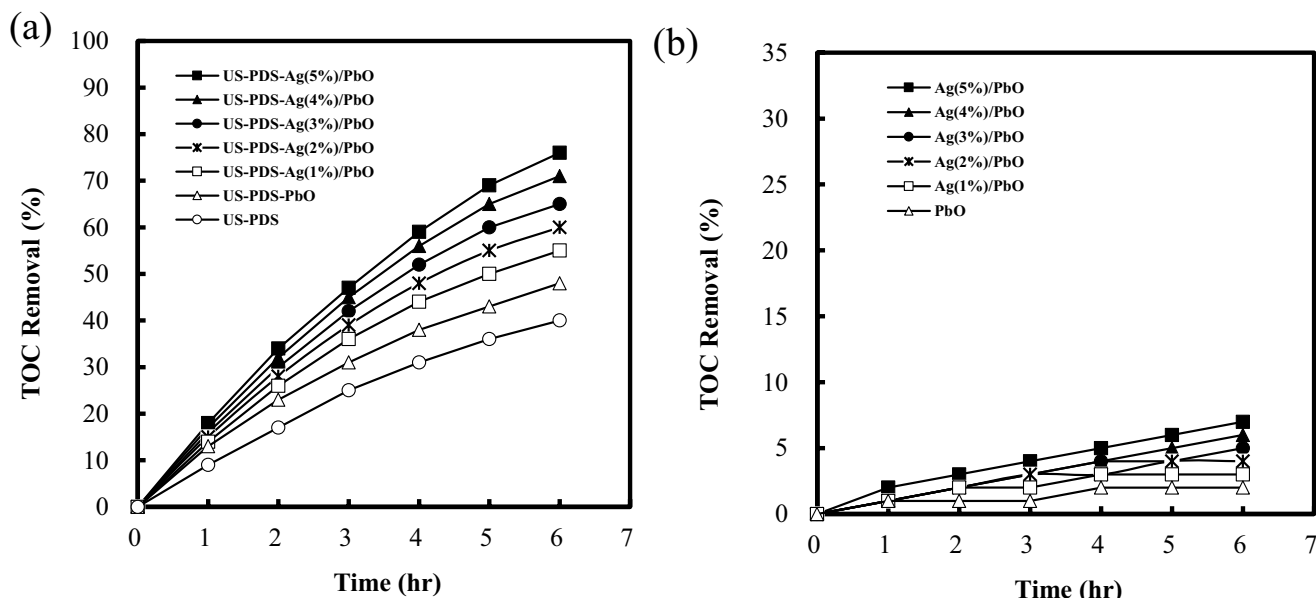 (a)
100
90
80
70
60
50
40
30
20
10
0
TOC Removal (%)
US-PDS-Ag(5%)/PbO
US-PDS-Ag(4%)/PbO
US-PDS-Ag(3%)/PbO
US-PDS-Ag(2%)/PbO
US-PDS-Ag(1%)/PbO
US-PDS-PbO
US-PDS
0 1 2 3 4 5 6 7
Time (hr)
(b)
35
30
25
20
15
10
5
0
TOC Removal (%)
Ag(5%)/PbO
Ag(4%)/PbO
Ag(3%)/PbO
Ag(2%)/PbO
Ag(1%)/PbO
PbO
0 1 2 3 4 5 6 7
Time (hr)